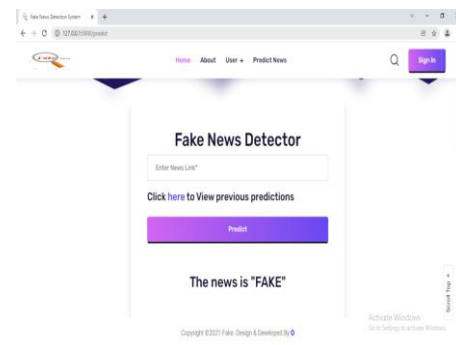 Fake News Detection System
127.0.0.1:5000/predict
Home About User + Predict News
Sign In
Fake News Detector
Enter News Link*
Click here to View previous predictions
Predict
The news is "FAKE"
Scroll Top
Activate Windows
Go to Settings to activate Windows.
Copyright ©2021 Fake. Design & Developed By